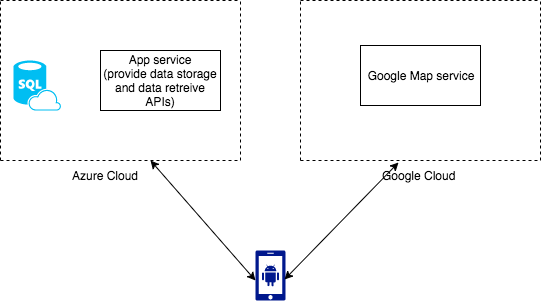 SQL
App service
(provide data storage
and data retreive
APIs)
Google Map service
Azure Cloud
Google Cloud